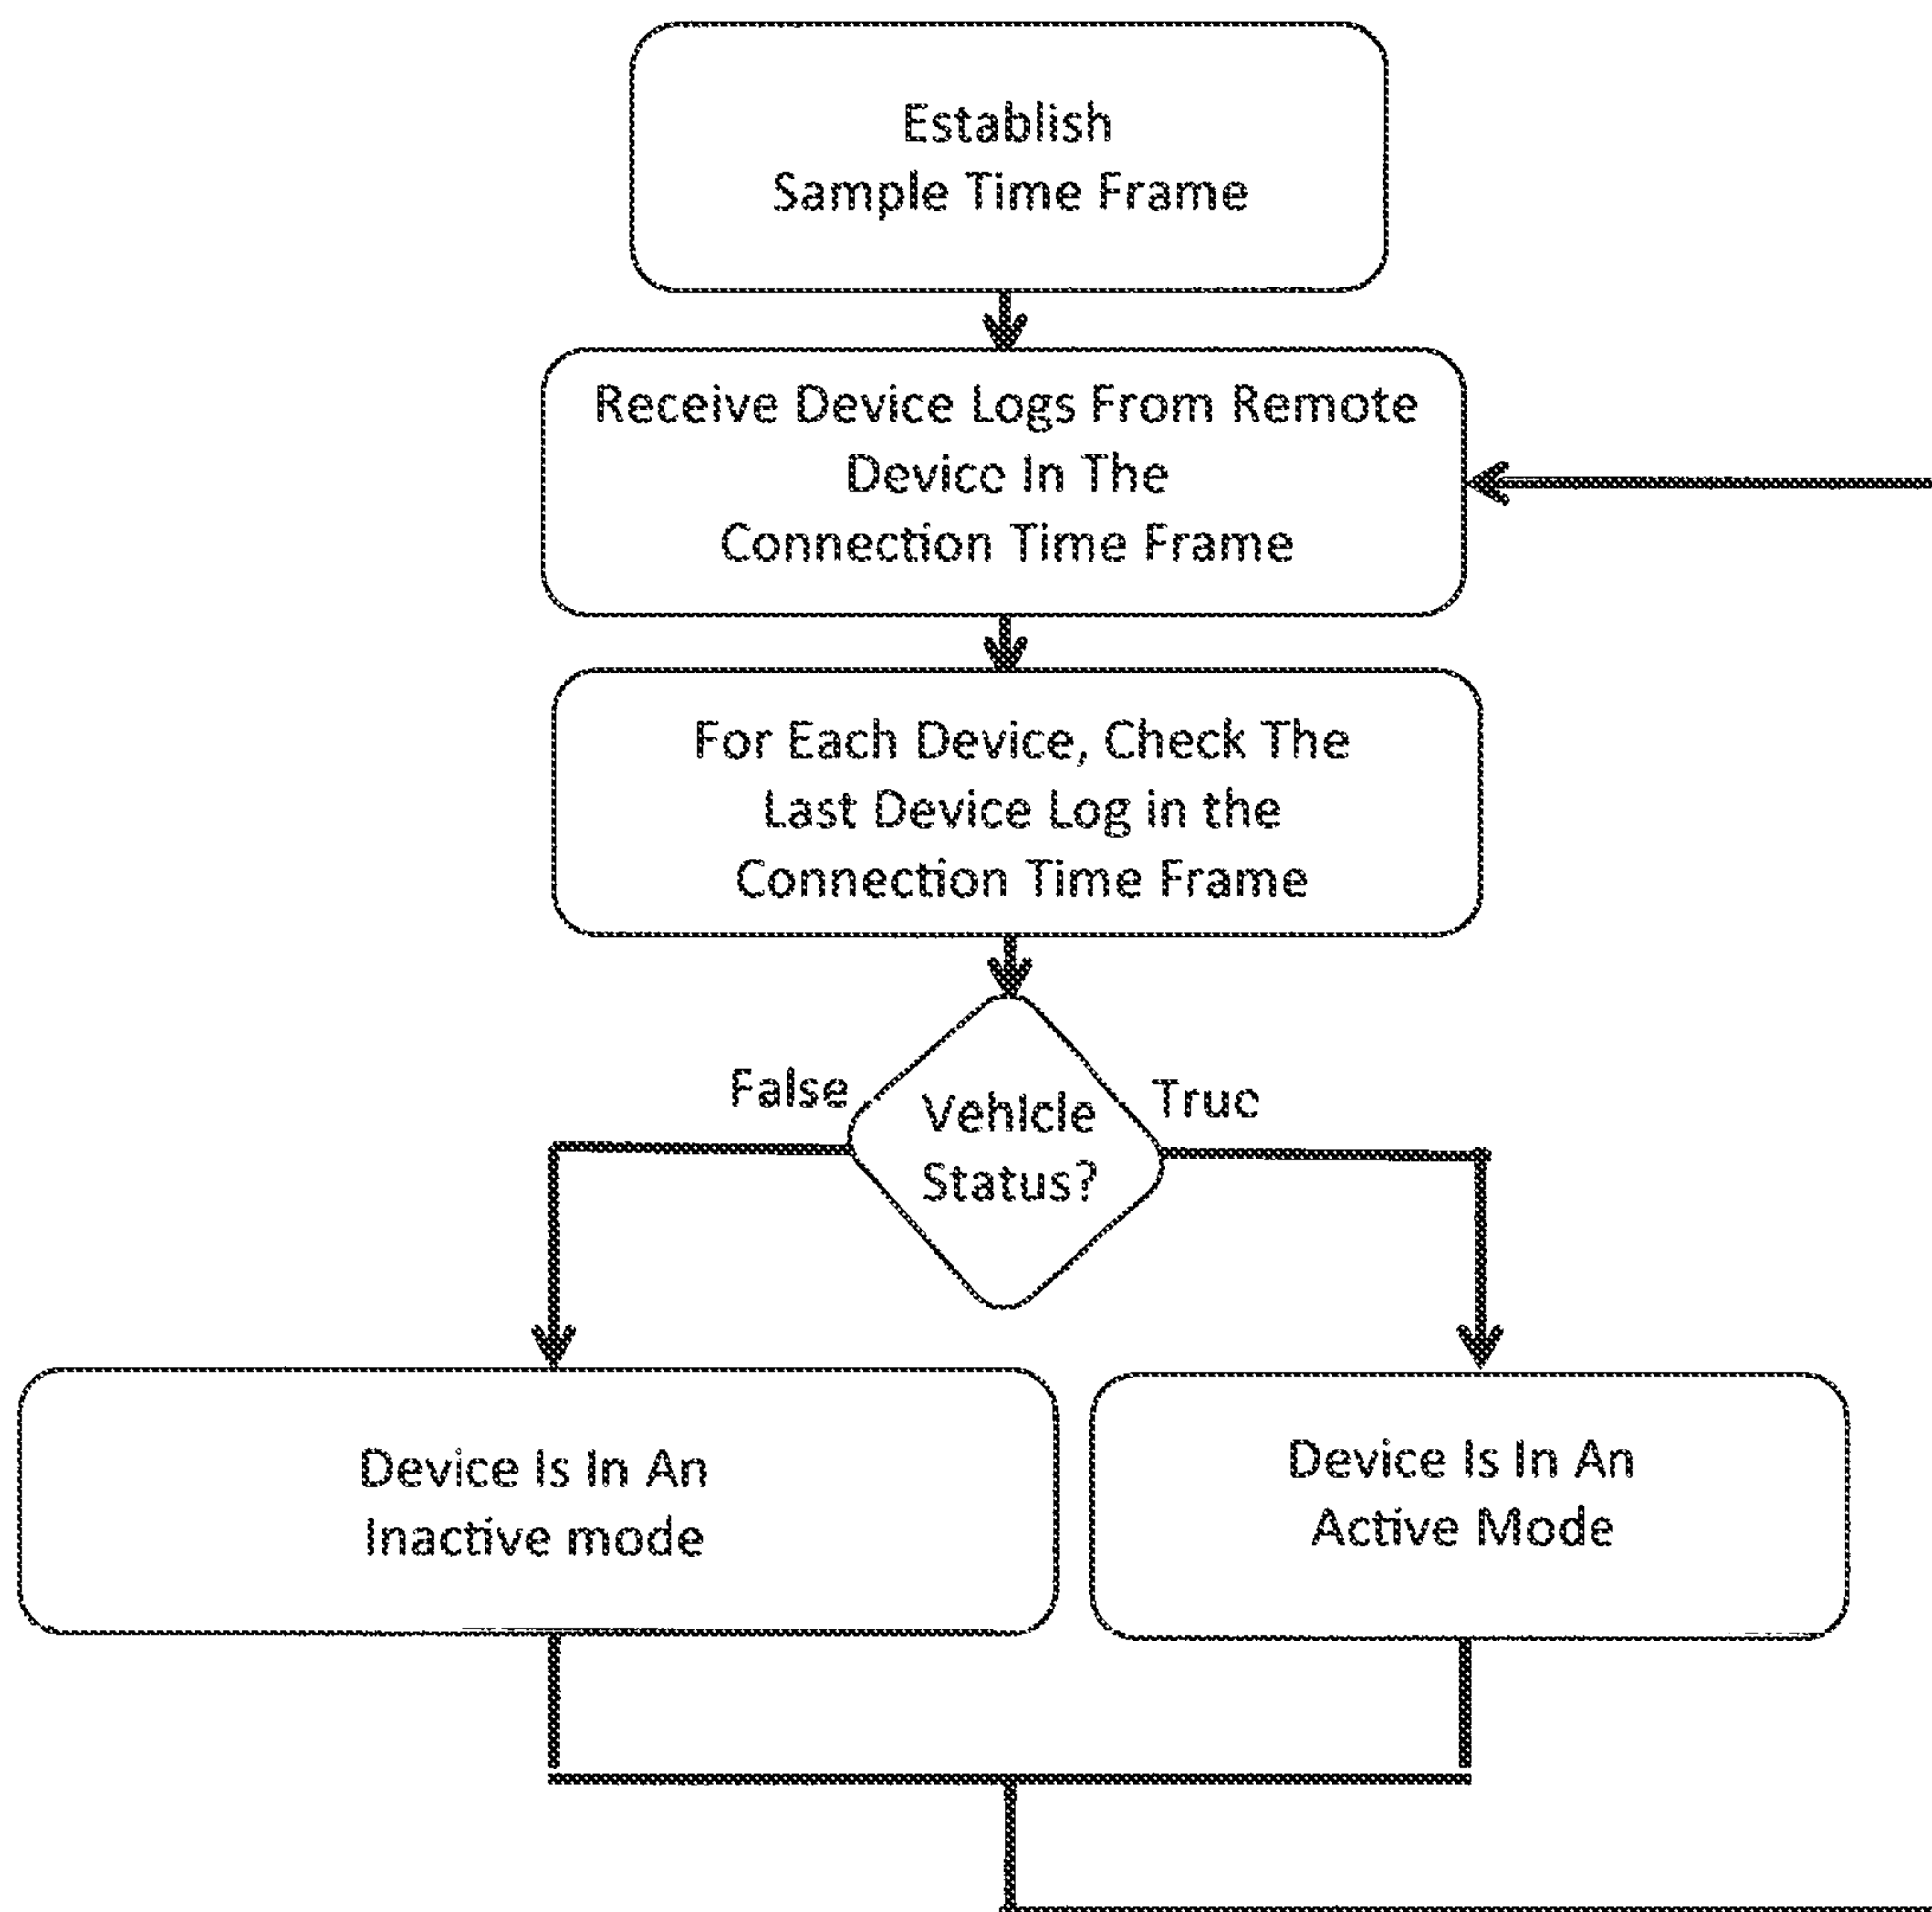 Establish
Sample Time Frame
Receive Device Logs From Remote
Device In The
Connection Time Frame
For Each Device, Check The
Last Device Log in the
Connection Time Frame
False
True
Vehicle
Status?
Device Is In An
Inactive mode
Device Is In An
Active Mode